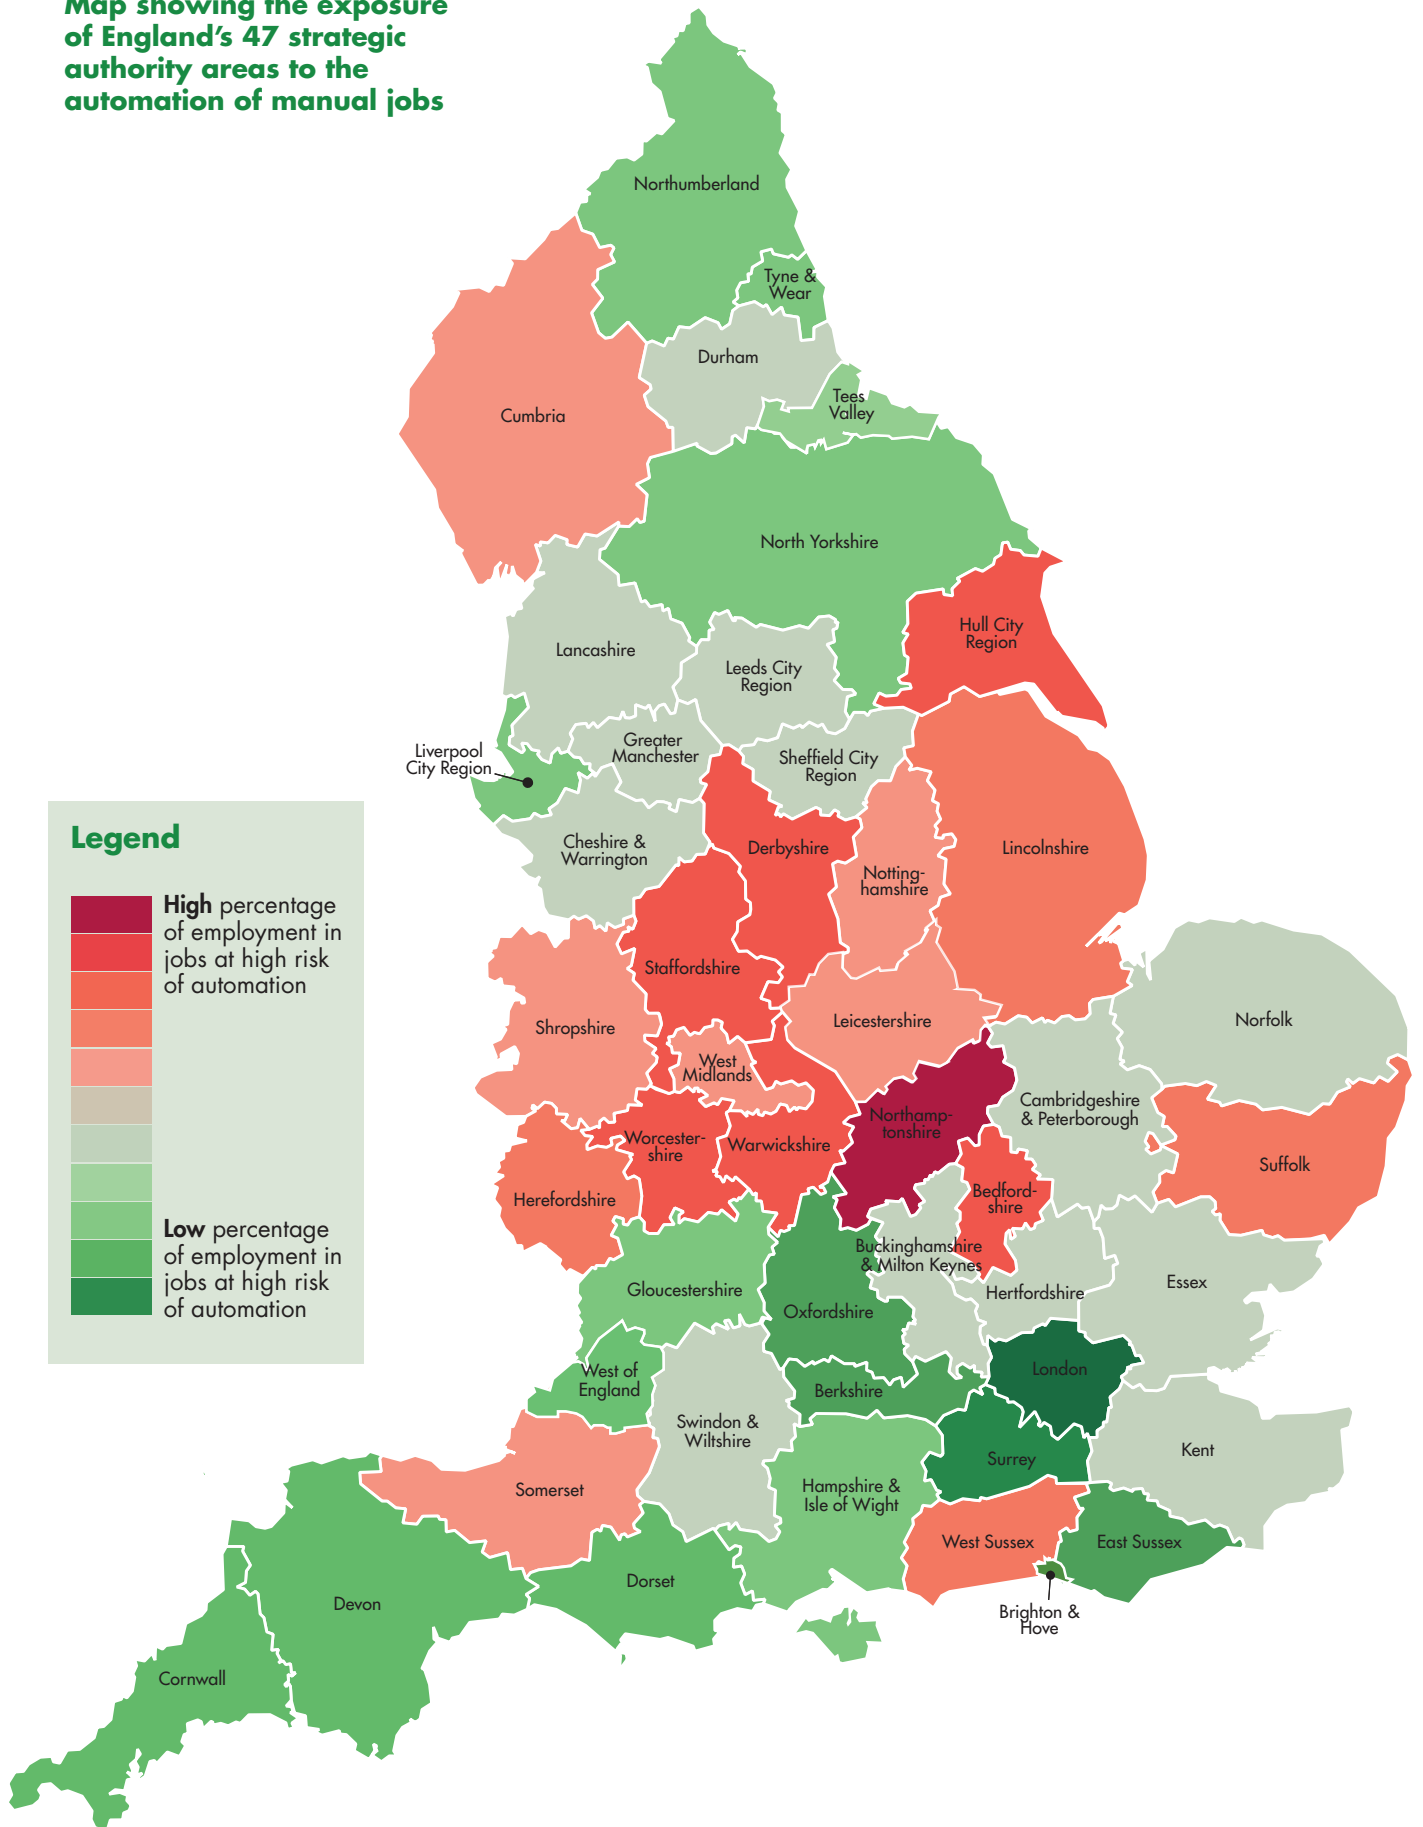 Map showing the exposure
of England's 47 strategic
authority areas to the
automation of manual jobs
Northumberland
Tyne &
Wear
Durham
Tees
Valley
Cumbria
North Yorkshire
Hull City
Region
Lancashire
Leeds City
Region
Greater
Manchester
Liverpool
City Region
Sheffield City
Region
Cheshire &
Warrington
Derbyshire
Lincolnshire
Notting-
hamshire
Legend
High percentage
of employment in
jobs at high risk
of automation
Low percentage
of employment in
jobs at high risk
of automation
Staffordshire
Shropshire
Leicestershire
Norfolk
West
Midlands
Northamp-
tonshire
Cambridgeshire
& Peterborough
Worcester-
shire
Warwickshire
Suffolk
Herefordshire
Bedford-
shire
Buckinghamshire
& Milton Keynes
Gloucestershire
Hertfordshire
Essex
Oxfordshire
West of
England
Berkshire
London
Swindon &
Wiltshire
Kent
Surrey
Somerset
Hampshire &
Isle of Wight
West Sussex
East Sussex
Brighton &
Hove
Dorset
Devon
Cornwall